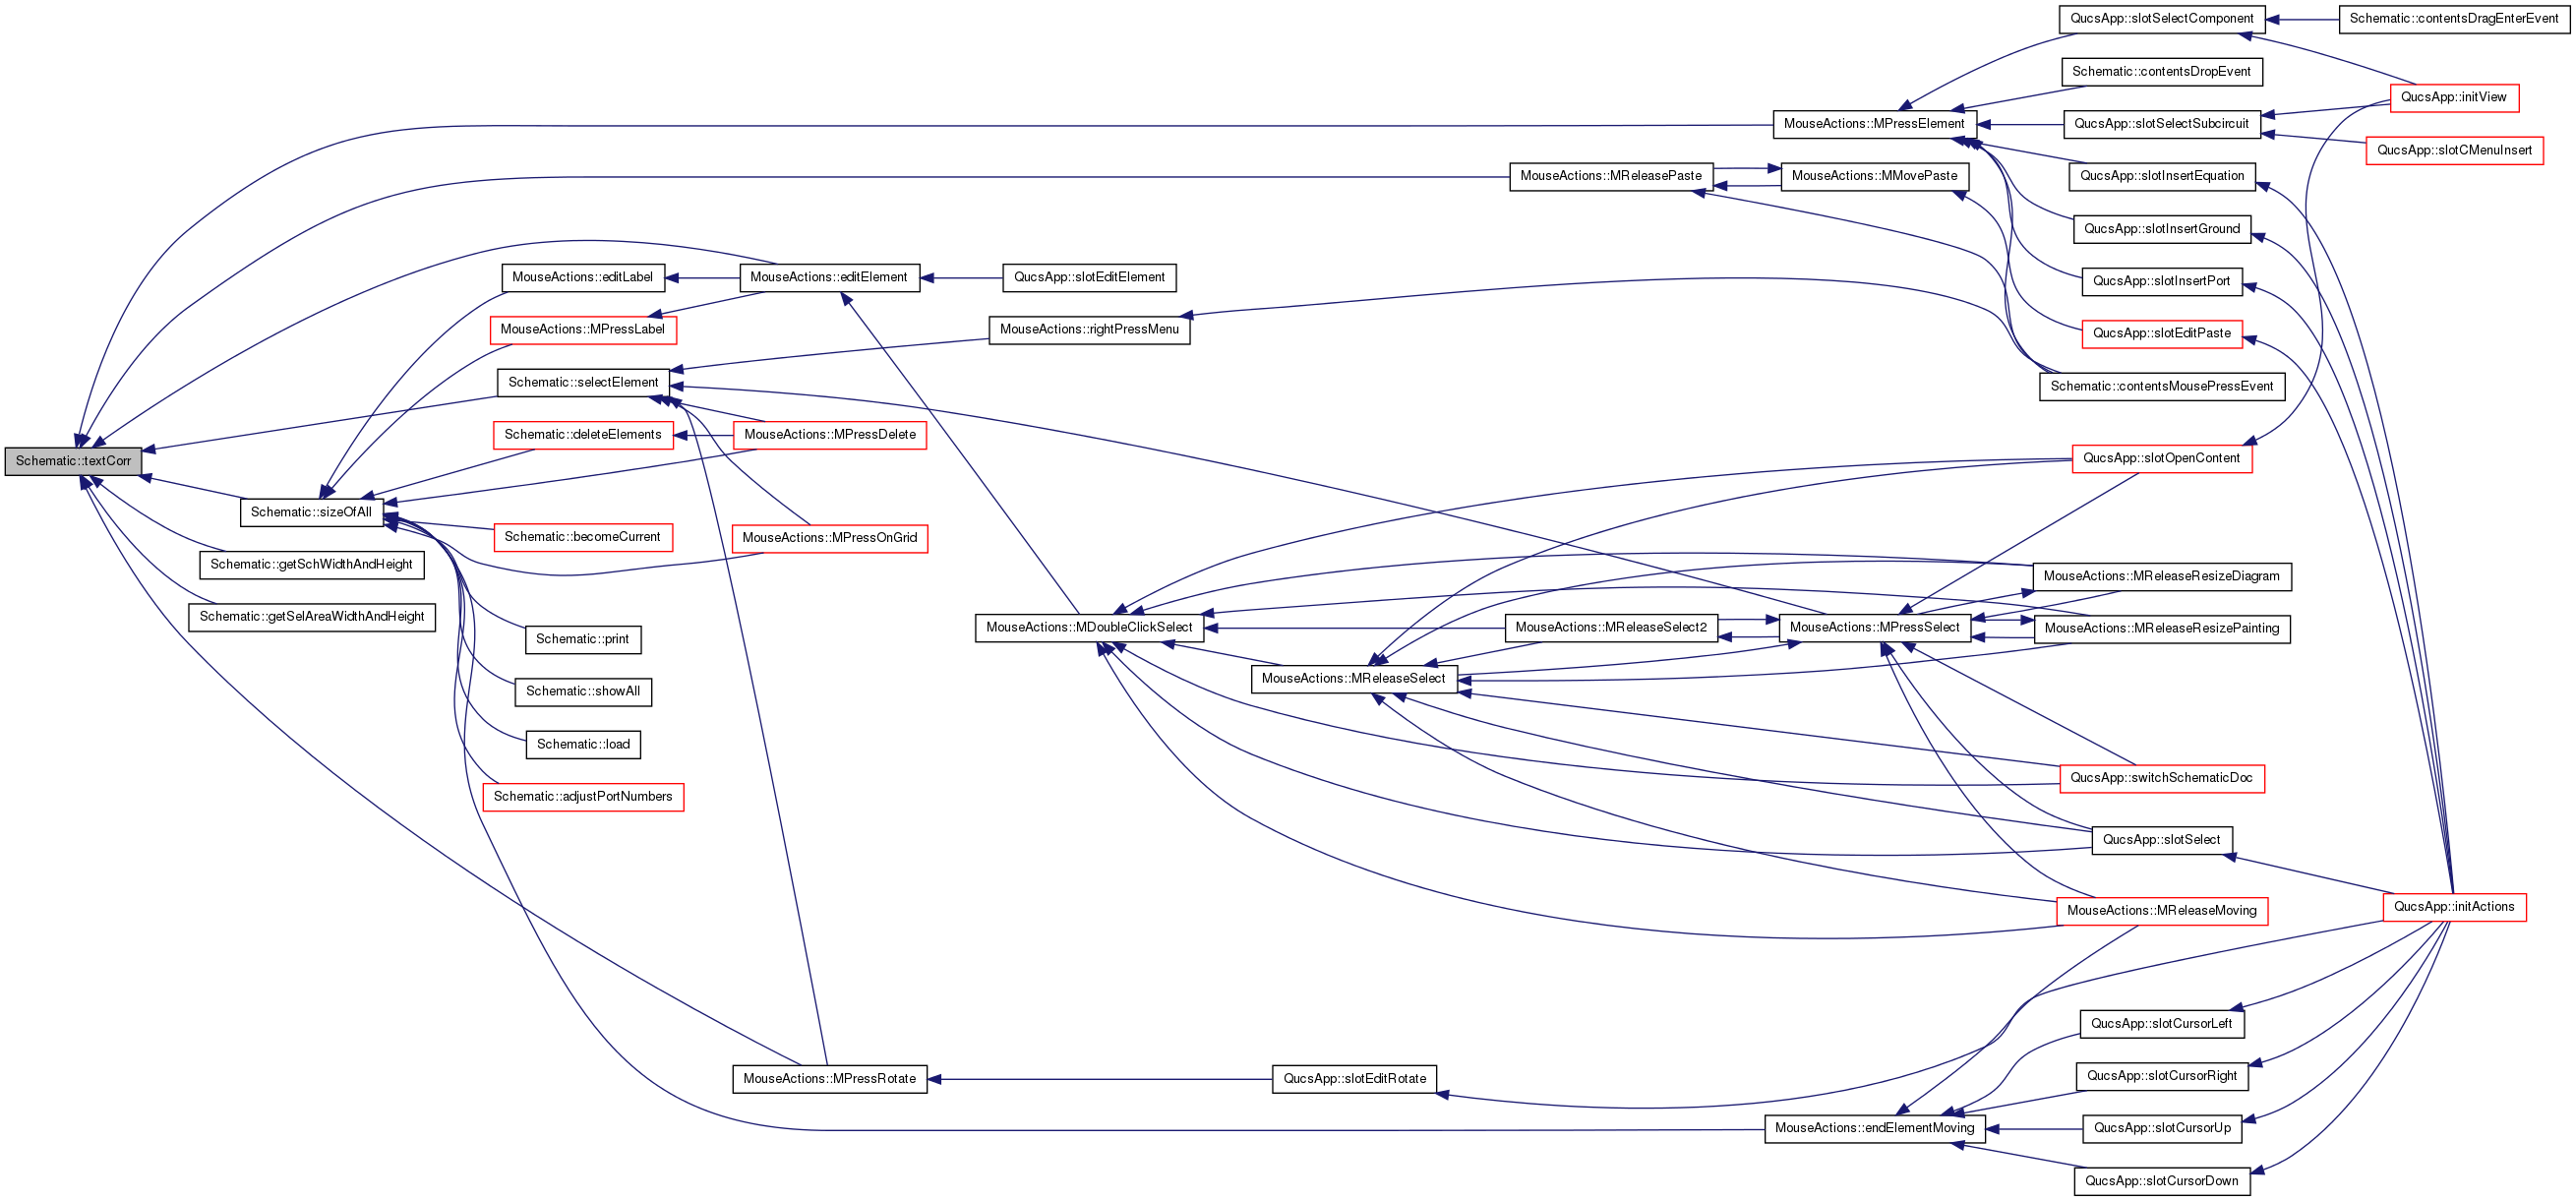 QucsApp::slotSelectComponent
Schematic::contentsDragEnterEvent
Schematic::contentsDropEvent
QucsApp::initView
MouseActions::MPressElement
QucsApp::slotSelectSubcircuit
QucsApp::slotCMenuInsert
MouseActions::MReleasePaste
MouseActions::MMovePaste
QucsApp::slotInsertEquation
QucsApp::slotInsertGround
MouseActions::editLabel
MouseActions::editElement
QucsApp::slotEditElement
QucsApp::slotInsertPort
MouseActions::MPressLabel
MouseActions::rightPressMenu
QucsApp::slotEditPaste
Schematic::selectElement
Schematic::contentsMousePressEvent
Schematic::deleteElements
MouseActions::MPressDelete
Schematic::textCorr
QucsApp::slotOpenContent
Schematic::sizeOfAll
Schematic::becomeCurrent
MouseActions::MPressOnGrid
Schematic::getSchWidthAndHeight
MouseActions::MReleaseResizeDiagram
Schematic::getSelAreaWidthAndHeight
MouseActions::MDoubleClickSelect
MouseActions::MReleaseSelect2
MouseActions::MPressSelect
MouseActions::MReleaseResizePainting
Schematic::print
MouseActions::MReleaseSelect
Schematic::showAll
Schematic::load
QucsApp::switchSchematicDoc
Schematic::adjustPortNumbers
QucsApp::slotSelect
MouseActions::MReleaseMoving
QucsApp::initActions
QucsApp::slotCursorLeft
MouseActions::MPressRotate
QucsApp::slotEditRotate
QucsApp::slotCursorRight
MouseActions::endElementMoving
QucsApp::slotCursorUp
QucsApp::slotCursorDown